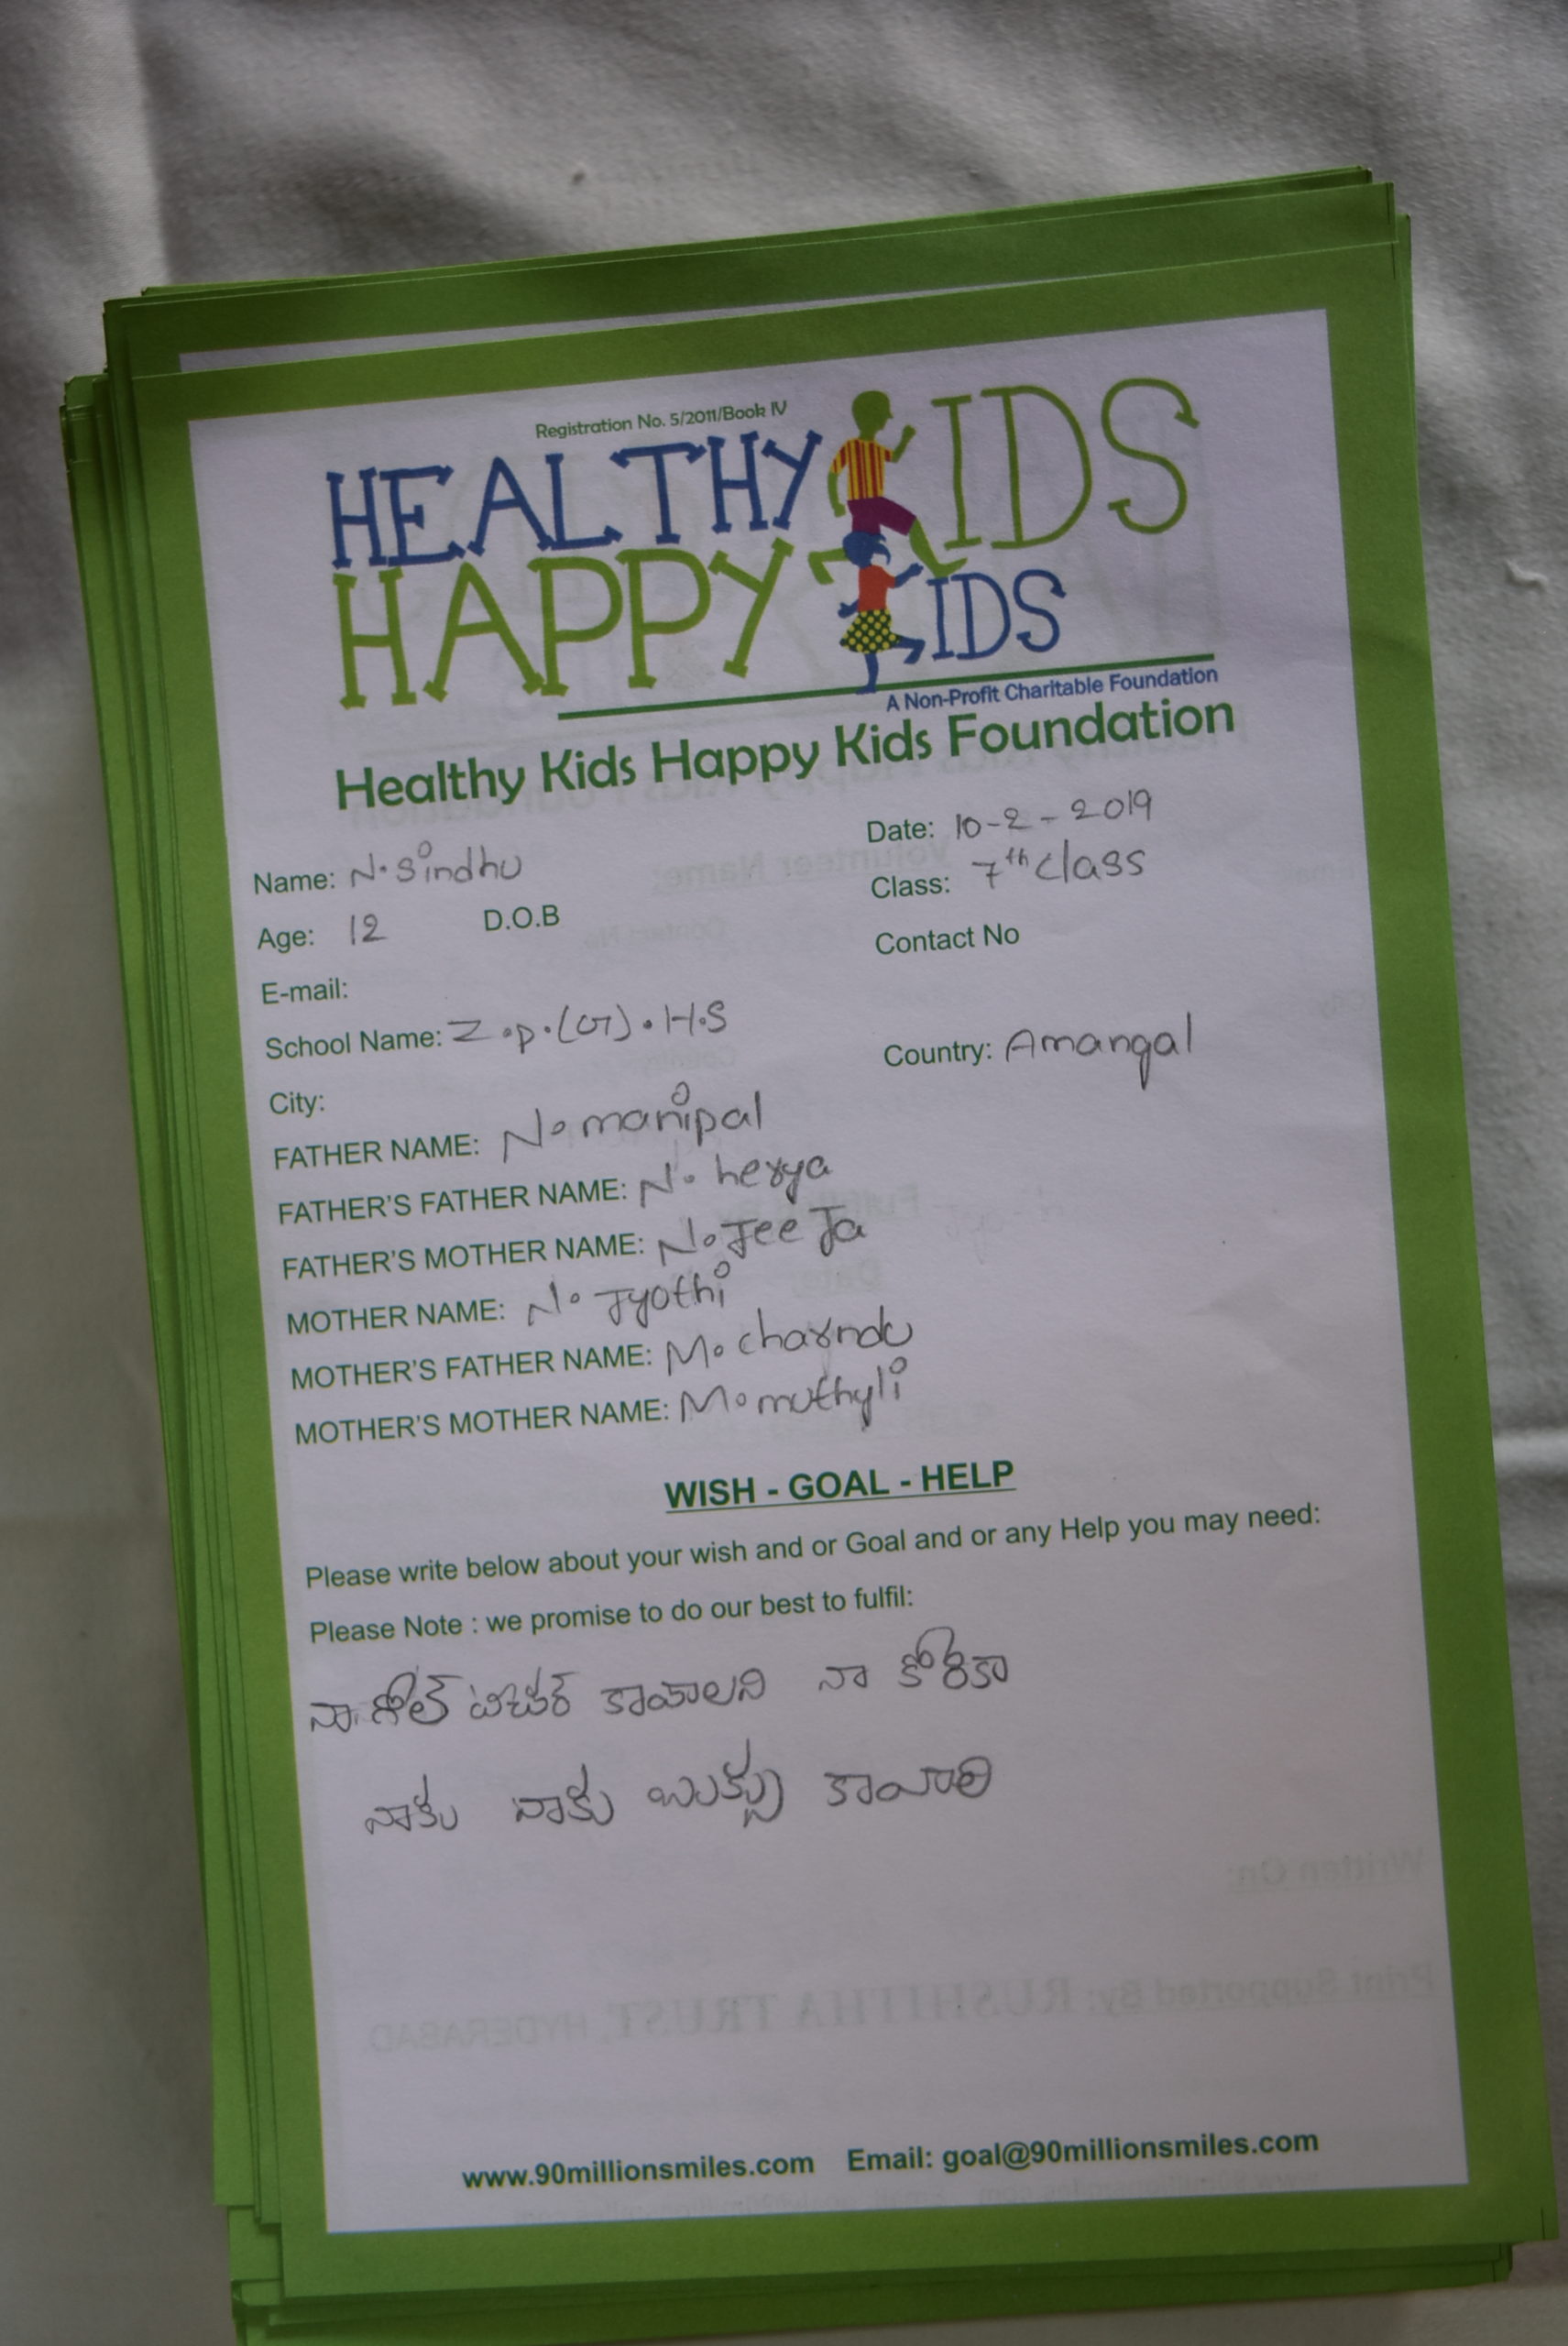 Registration No. 5/2011/Book IV
HEALTHY KIDS
HAPPY KIDS
A Non-Profit Charitable Foundation
Healthy Kids Happy Kids Foundation
Name: N.Sindhu Date: 10-2-2019
Age: 12 D.O.B Class: 7th class
E-mail: Contact No
School Name: Z.p.(G).H.S
City: Country: Amangal
FATHER NAME: N.manipal
FATHER'S FATHER NAME: N. herya
FATHER'S MOTHER NAME: N.JeeJa
MOTHER NAME: N.Jyothi
MOTHER'S FATHER NAME: M.charndu
MOTHER'S MOTHER NAME: M.muthyli
WISH - GOAL - HELP
Please write below about your wish and or Goal and or any Help you may need:
Please Note : we promise to do our best to fulfil:
నా గోల్ టిచర్ కావాలని నా కోరికా
నాకు నాకు బుక్స్ కావాలి
www.90millionsmiles.com Email: goal@90millionsmiles.com